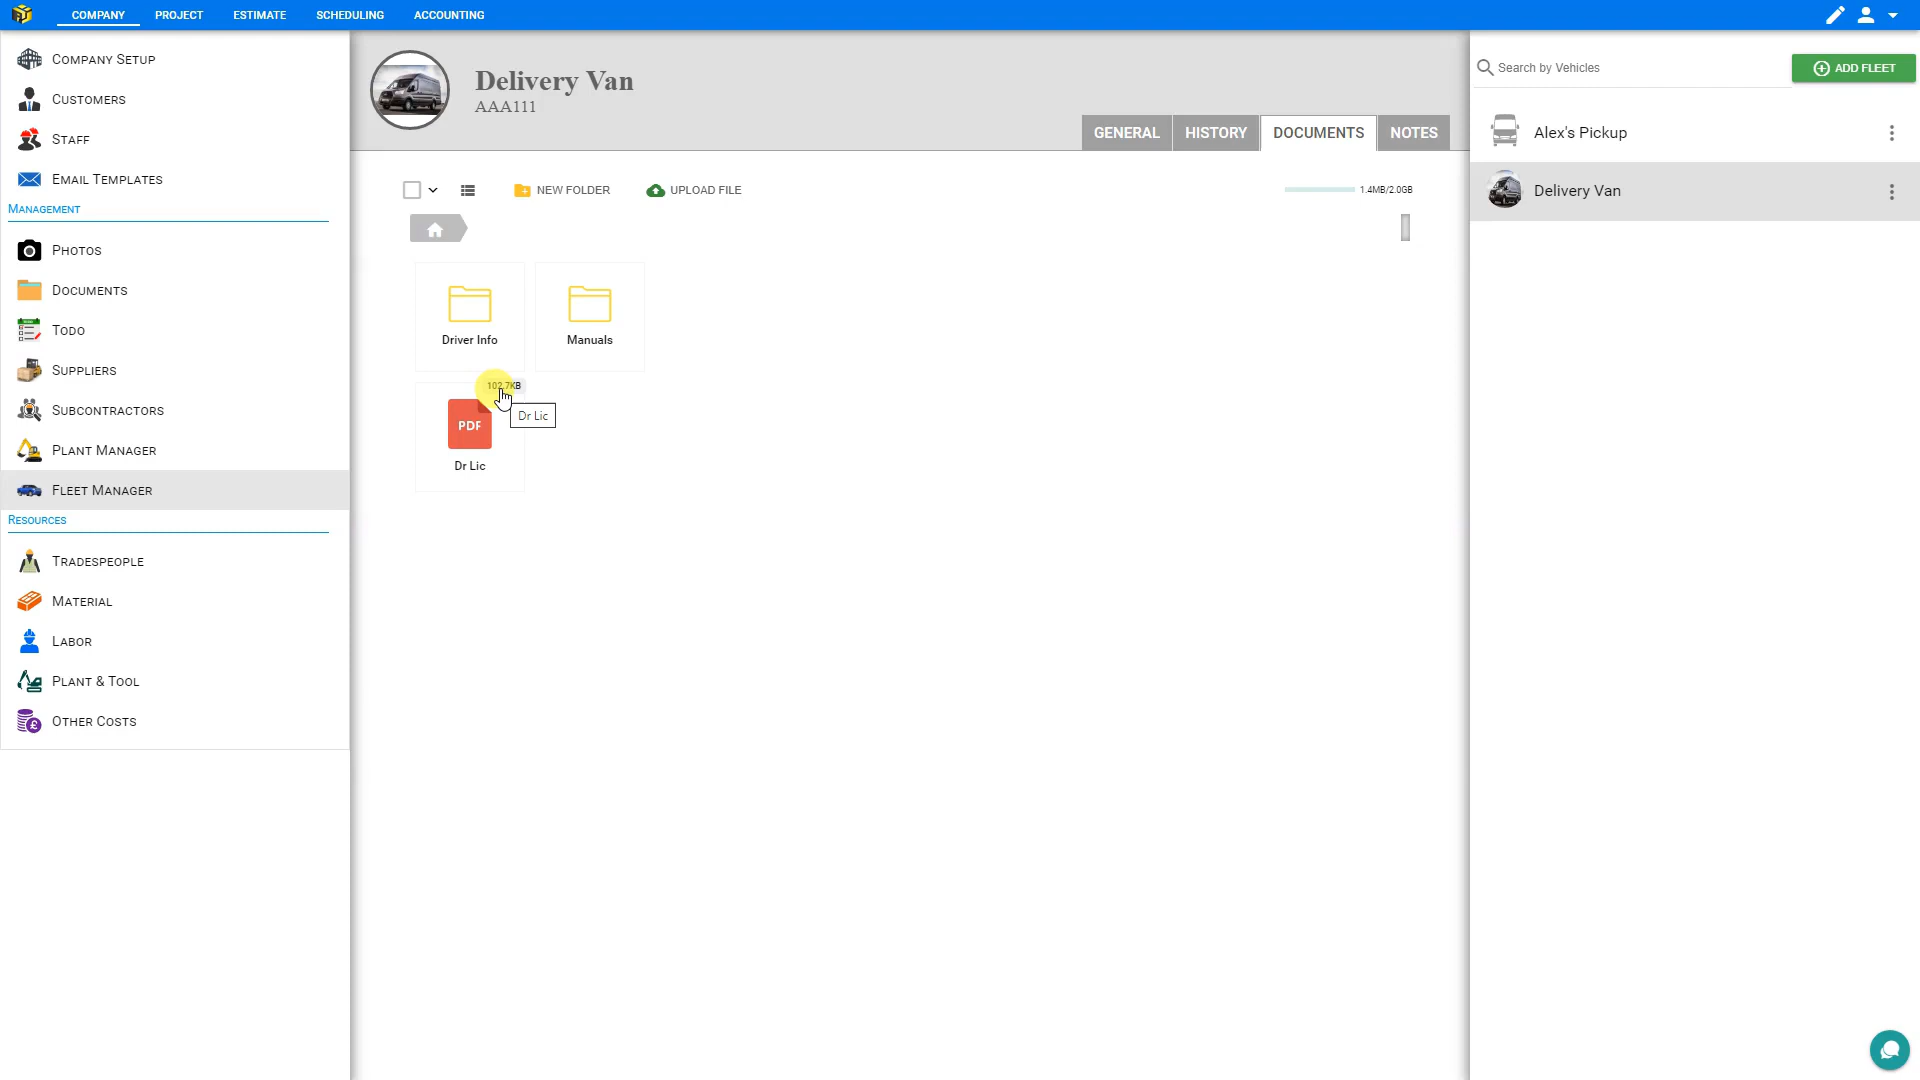 COMPANY PROJECT ESTIMATE SCHEDULING ACCOUNTING
COMPANY SETUP
CUSTOMERS
STAFF
EMAIL TEMPLATES
MANAGEMENT
PHOTOS
DOCUMENTS
TODO
SUPPLIERS
SUBCONTRACTORS
PLANT MANAGER
FLEET MANAGER
RESOURCES
TRADESPEOPLE
MATERIAL
LABOR
PLANT & TOOL
OTHER COSTS
Delivery Van
AAA111
GENERAL HISTORY DOCUMENTS NOTES
NEW FOLDER UPLOAD FILE 1.4MB/2.0GB
Driver Info Manuals
102.7KB
Dr Lic
PDF
Dr Lic
Search by Vehicles ADD FLEET
Alex's Pickup
Delivery Van